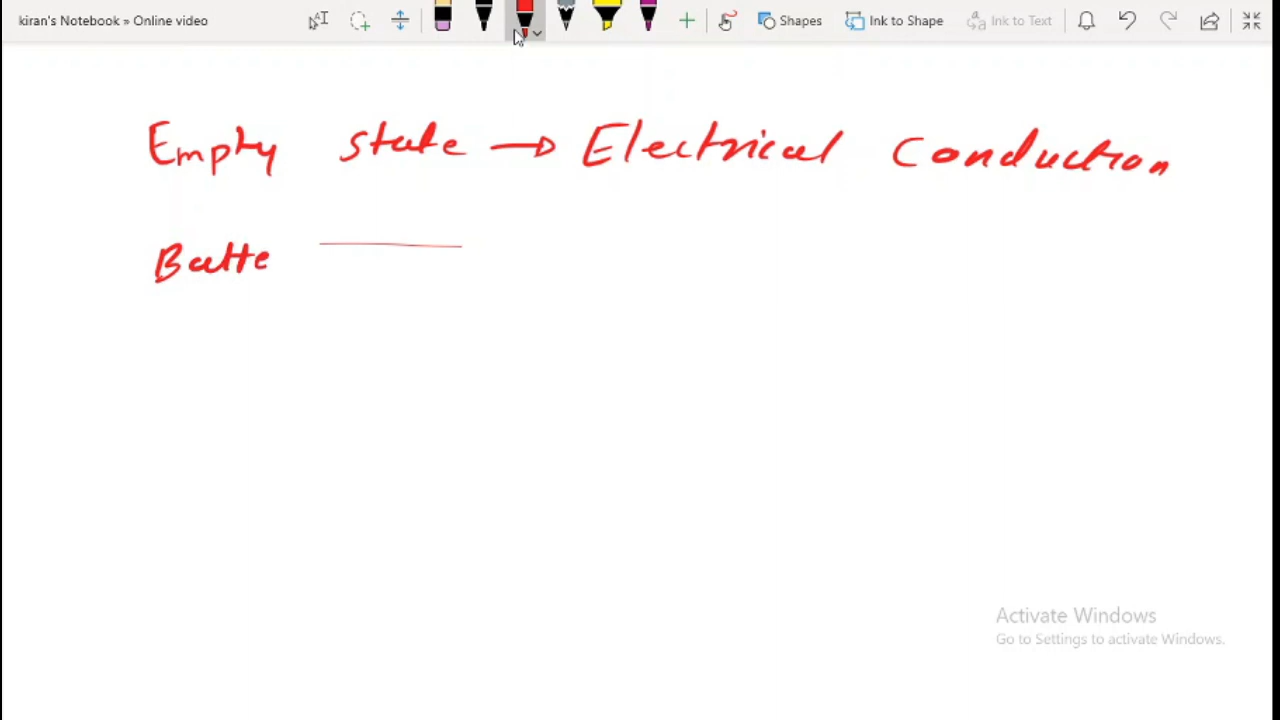 kiran's Notebook » Online video
Shapes
Ink to Shape
Ink to Text
Empty state → Electrical Conduction
Batte
Activate Windows
Go to Settings to activate Windows.